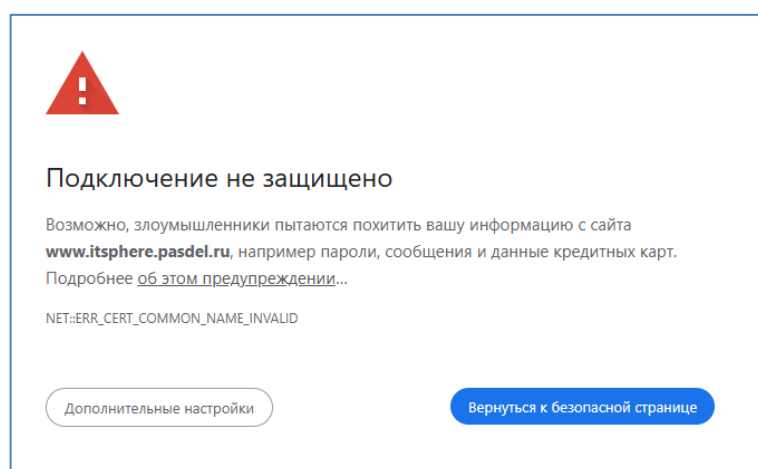 Подключение не защищено
Возможно, злоумышленники пытаются похитить вашу информацию с сайта
www.itsphere.pasdel.ru, например пароли, сообщения и данные кредитных карт.
Подробнее об этом предупреждении...
NET::ERR_CERT_COMMON_NAME_INVALID
Дополнительные настройки
Вернуться к безопасной странице